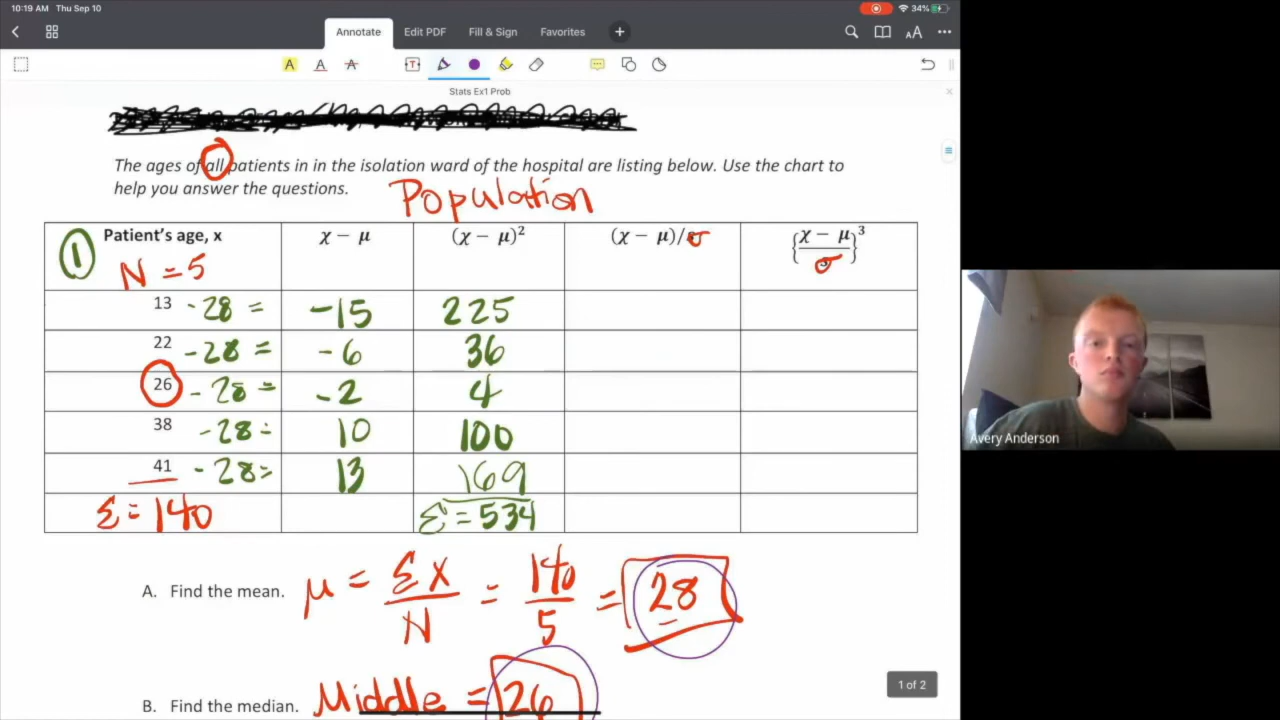 10:19 AM Thu Sep 10
34%
Annotate Edit PDF Fill & Sign Favorites
Stats Ex1 Prob
The ages of all patients in in the isolation ward of the hospital are listing below. Use the chart to
help you answer the questions.
Population
① Patient's age, x χ − μ (χ − μ)² (χ − μ)/σ {χ − μ/σ}³
N = 5
13 - 28 = -15 225
22 - 28 = -6 36
26 - 28 = -2 4
38 - 28 = 10 100
41 - 28 = 13 169
Σ = 140 Σ = 534
A. Find the mean. μ = ΣX/N = 140/5 = 28
B. Find the median. Middle = 26
1 of 2
Avery Anderson